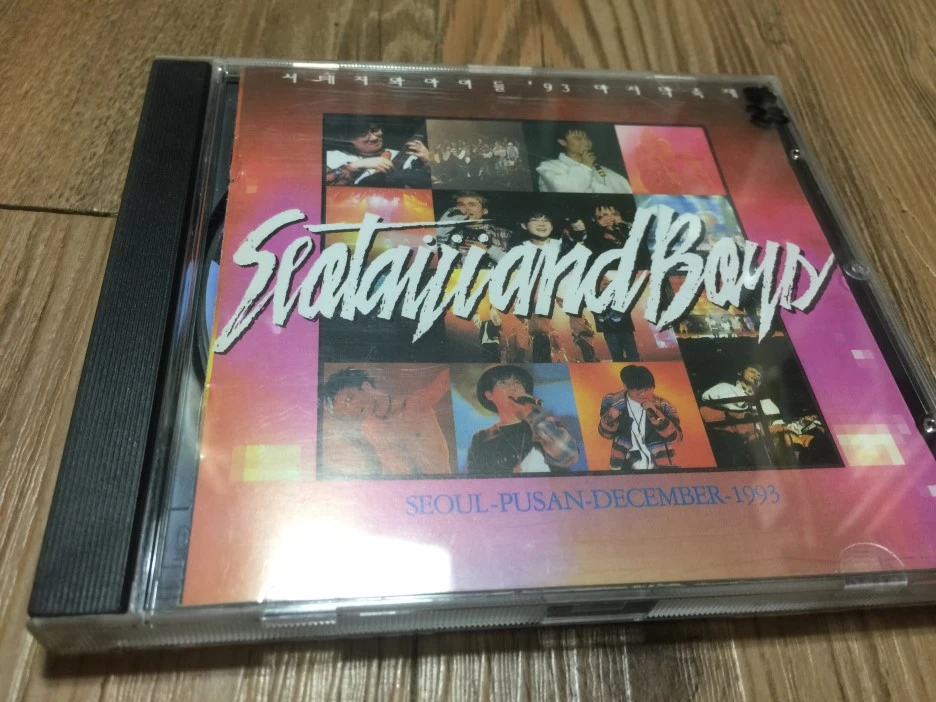 서태지와아이들 '93 마지막축제
Seotaiji and Boys
SEOUL-PUSAN-DECEMBER-1993